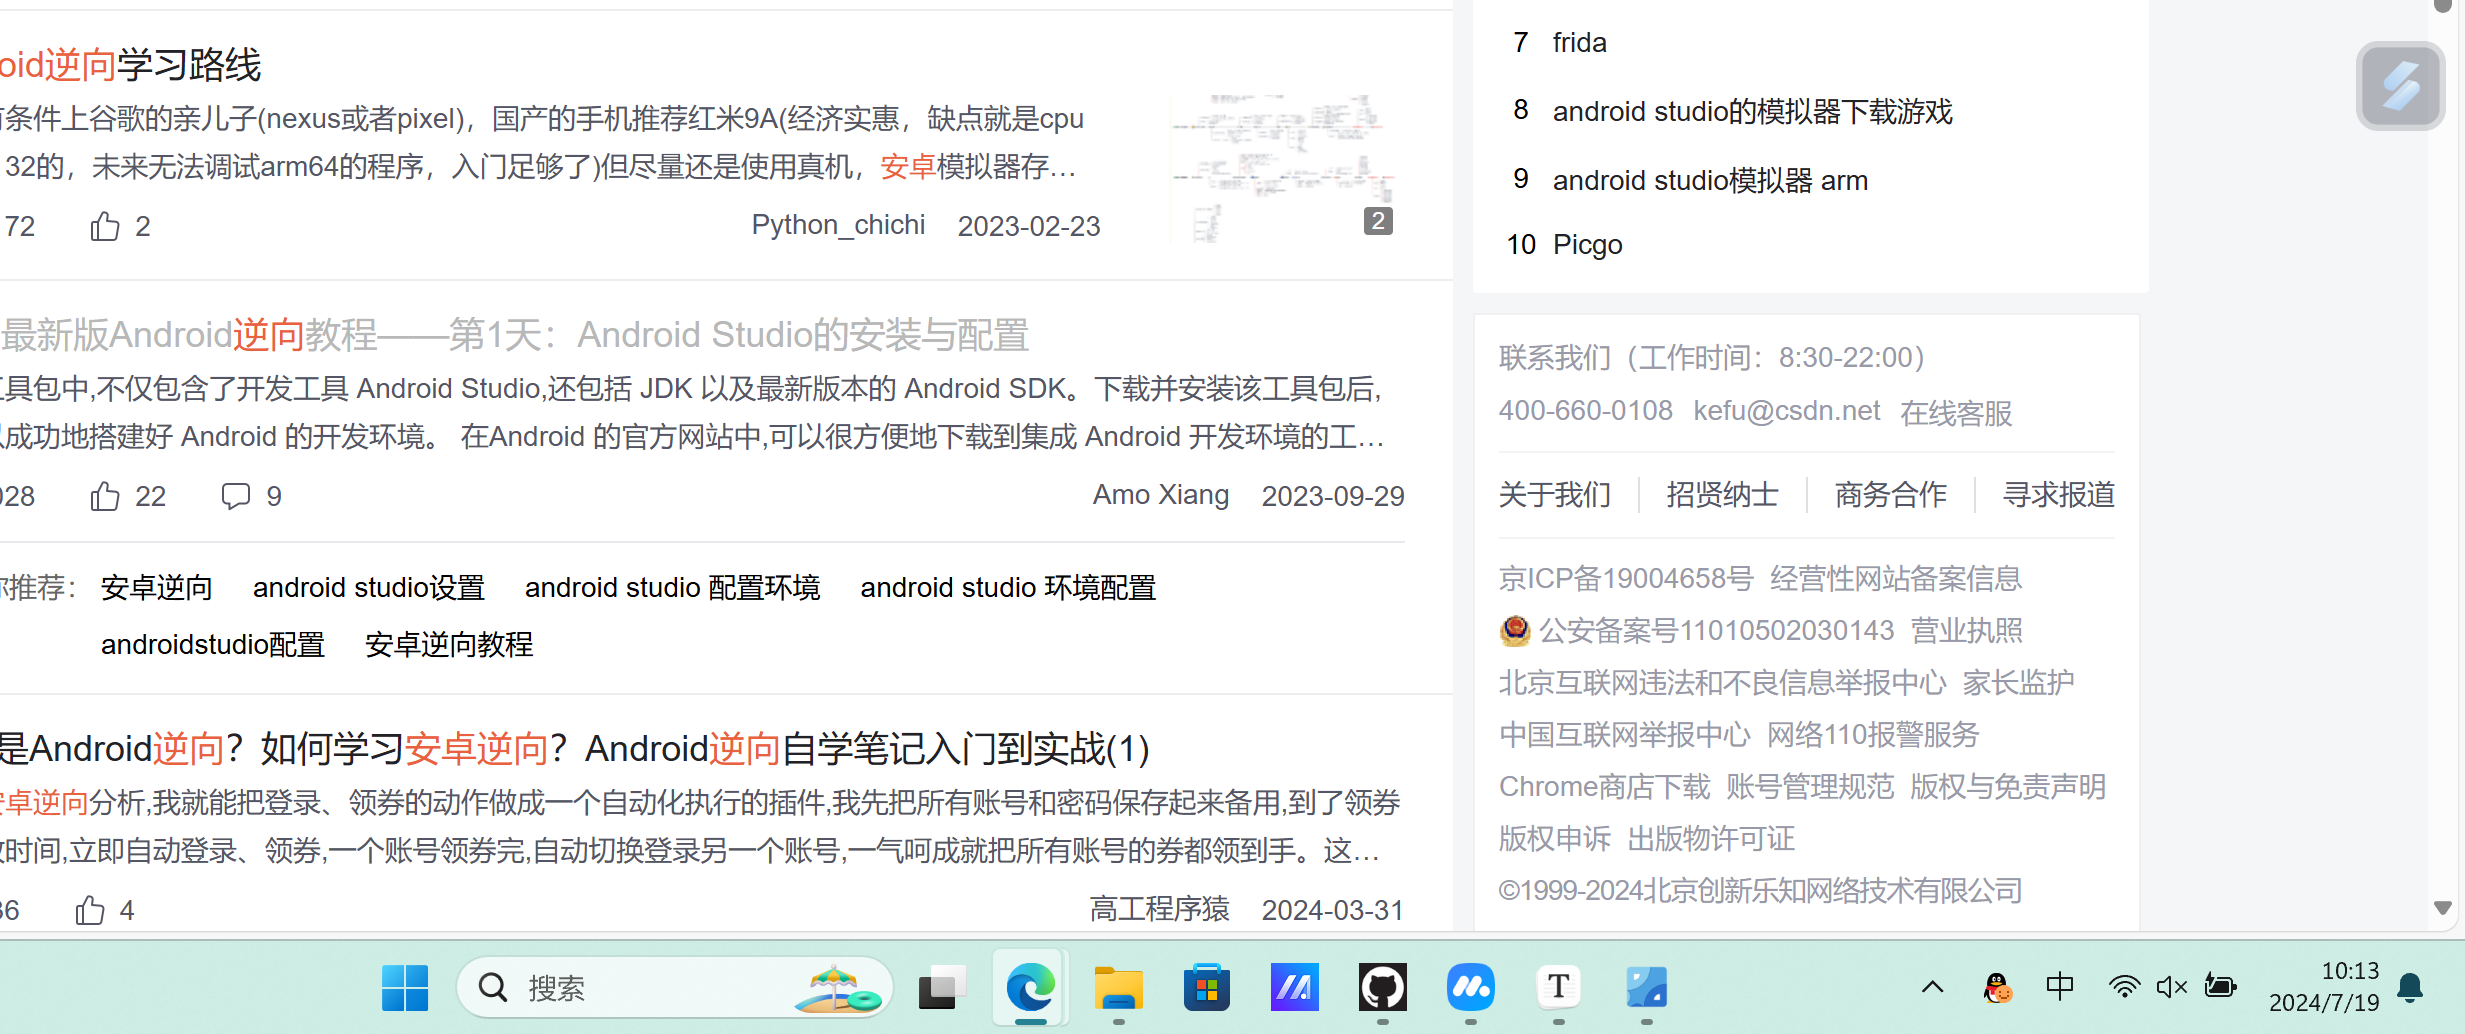 oid逆向学习路线
条件上谷歌的亲儿子(nexus或者pixel)，国产的手机推荐红米9A(经济实惠，缺点就是cpu
32的，未来无法调试arm64的程序，入门足够了)但尽量还是使用真机，安卓模拟器存…
72 2 Python_chichi 2023-02-23
2
最新版Android逆向教程——第1天：Android Studio的安装与配置
具包中,不仅包含了开发工具 Android Studio,还包括 JDK 以及最新版本的 Android SDK。下载并安装该工具包后,
成功地搭建好 Android 的开发环境。 在Android 的官方网站中,可以很方便地下载到集成 Android 开发环境的工…
028 22 9 Amo Xiang 2023-09-29
推荐： 安卓逆向 android studio设置 android studio 配置环境 android studio 环境配置
androidstudio配置 安卓逆向教程
是Android逆向？如何学习安卓逆向？Android逆向自学笔记入门到实战(1)
卓逆向分析,我就能把登录、领券的动作做成一个自动化执行的插件,我先把所有账号和密码保存起来备用,到了领券
时间,立即自动登录、领券,一个账号领券完,自动切换登录另一个账号,一气呵成就把所有账号的券都领到手。这…
36 4 高工程序猿 2024-03-31
7 frida
8 android studio的模拟器下载游戏
9 android studio模拟器 arm
10 Picgo
联系我们（工作时间：8:30-22:00）
400-660-0108 kefu@csdn.net 在线客服
关于我们 招贤纳士 商务合作 寻求报道
京ICP备19004658号 经营性网站备案信息
公安备案号11010502030143 营业执照
北京互联网违法和不良信息举报中心 家长监护
中国互联网举报中心 网络110报警服务
Chrome商店下载 账号管理规范 版权与免责声明
版权申诉 出版物许可证
©1999-2024北京创新乐知网络技术有限公司
搜索
T
中
10:13
2024/7/19